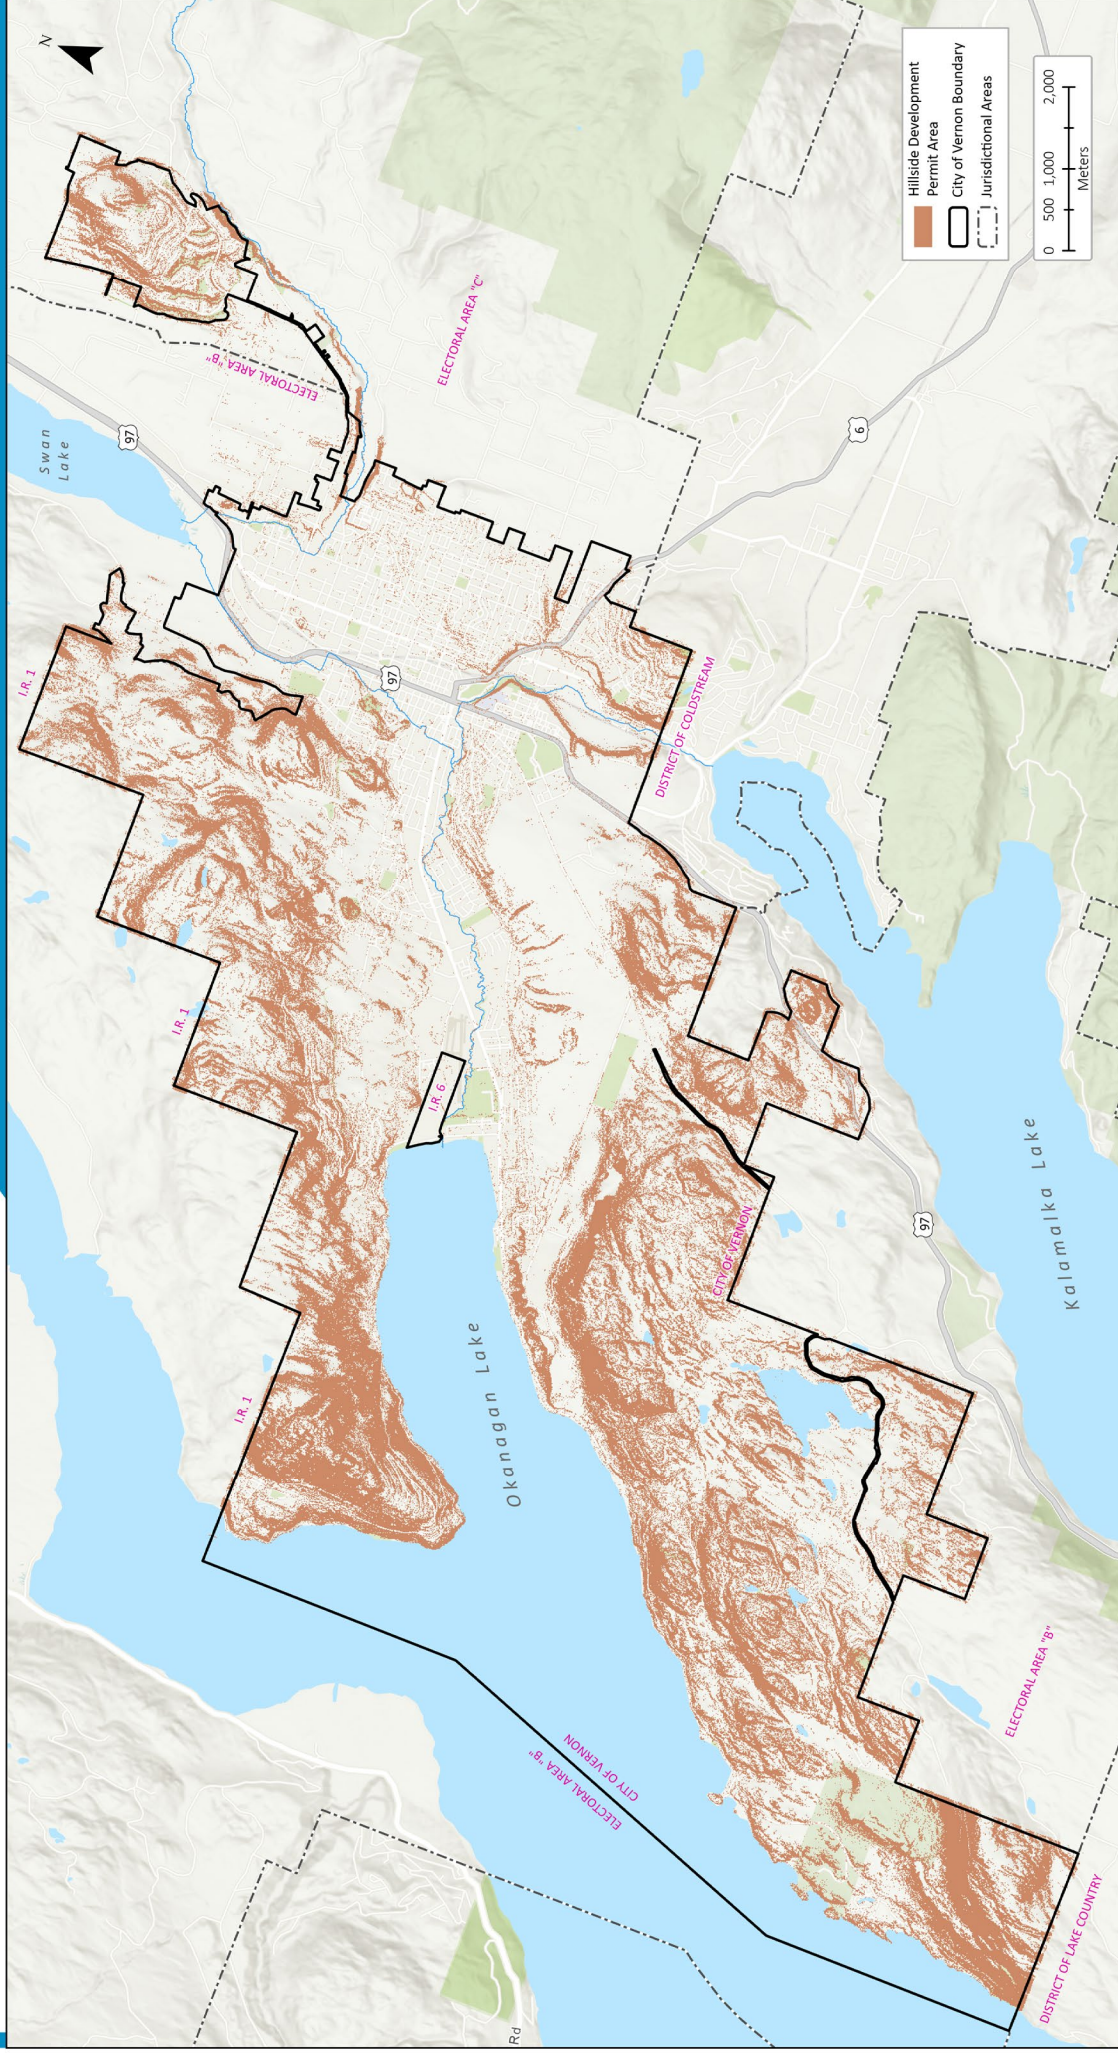 N
Hillside Development
Permit Area
City of Vernon Boundary
Jurisdictional Areas
0 500 1,000 2,000
Meters
Swan
Lake
97
ELECTORAL AREA "B"
ELECTORAL AREA "C"
6
I.R. 1
97
DISTRICT OF COLDSTREAM
I.R. 1
I.R. 6
CITY OF VERNON
97
Kalamalka Lake
I.R. 1
Okanagan Lake
CITY OF VERNON
ELECTORAL AREA "B"
ELECTORAL AREA "B"
DISTRICT OF LAKE COUNTRY
Rd